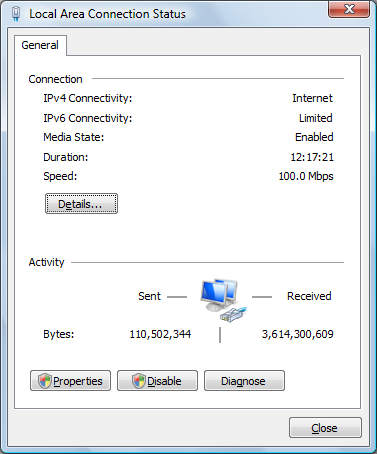 Local Area Connection Status
General
Connection
IPv4 Connectivity: Internet
IPv6 Connectivity: Limited
Media State: Enabled
Duration: 12:17:21
Speed: 100.0 Mbps
Details...
Activity
Sent Received
Bytes: 110,502,344 3,614,300,609
Properties Disable Diagnose
Close